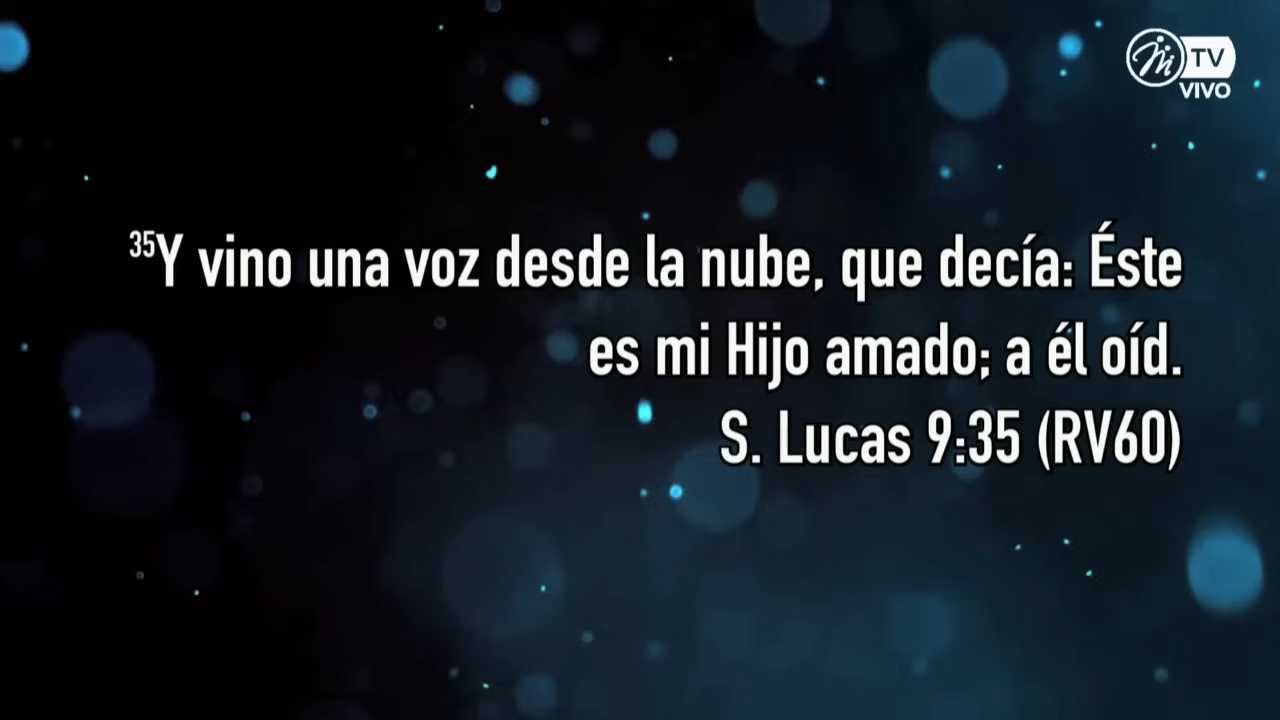 TV
VIVO
35Y vino una voz desde la nube, que decía: Éste
es mi Hijo amado; a él oíd.
S. Lucas 9:35 (RV60)